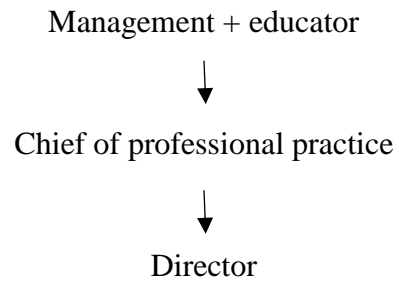 Management + educator
Chief of professional practice
Director